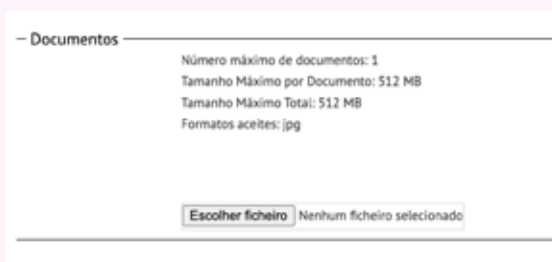 Documentos
Número máximo de documentos: 1
Tamanho Máximo por Documento: 512 MB
Tamanho Máximo Total: 512 MB
Formatos aceites: jpg
Escolher ficheiro Nenhum ficheiro selecionado